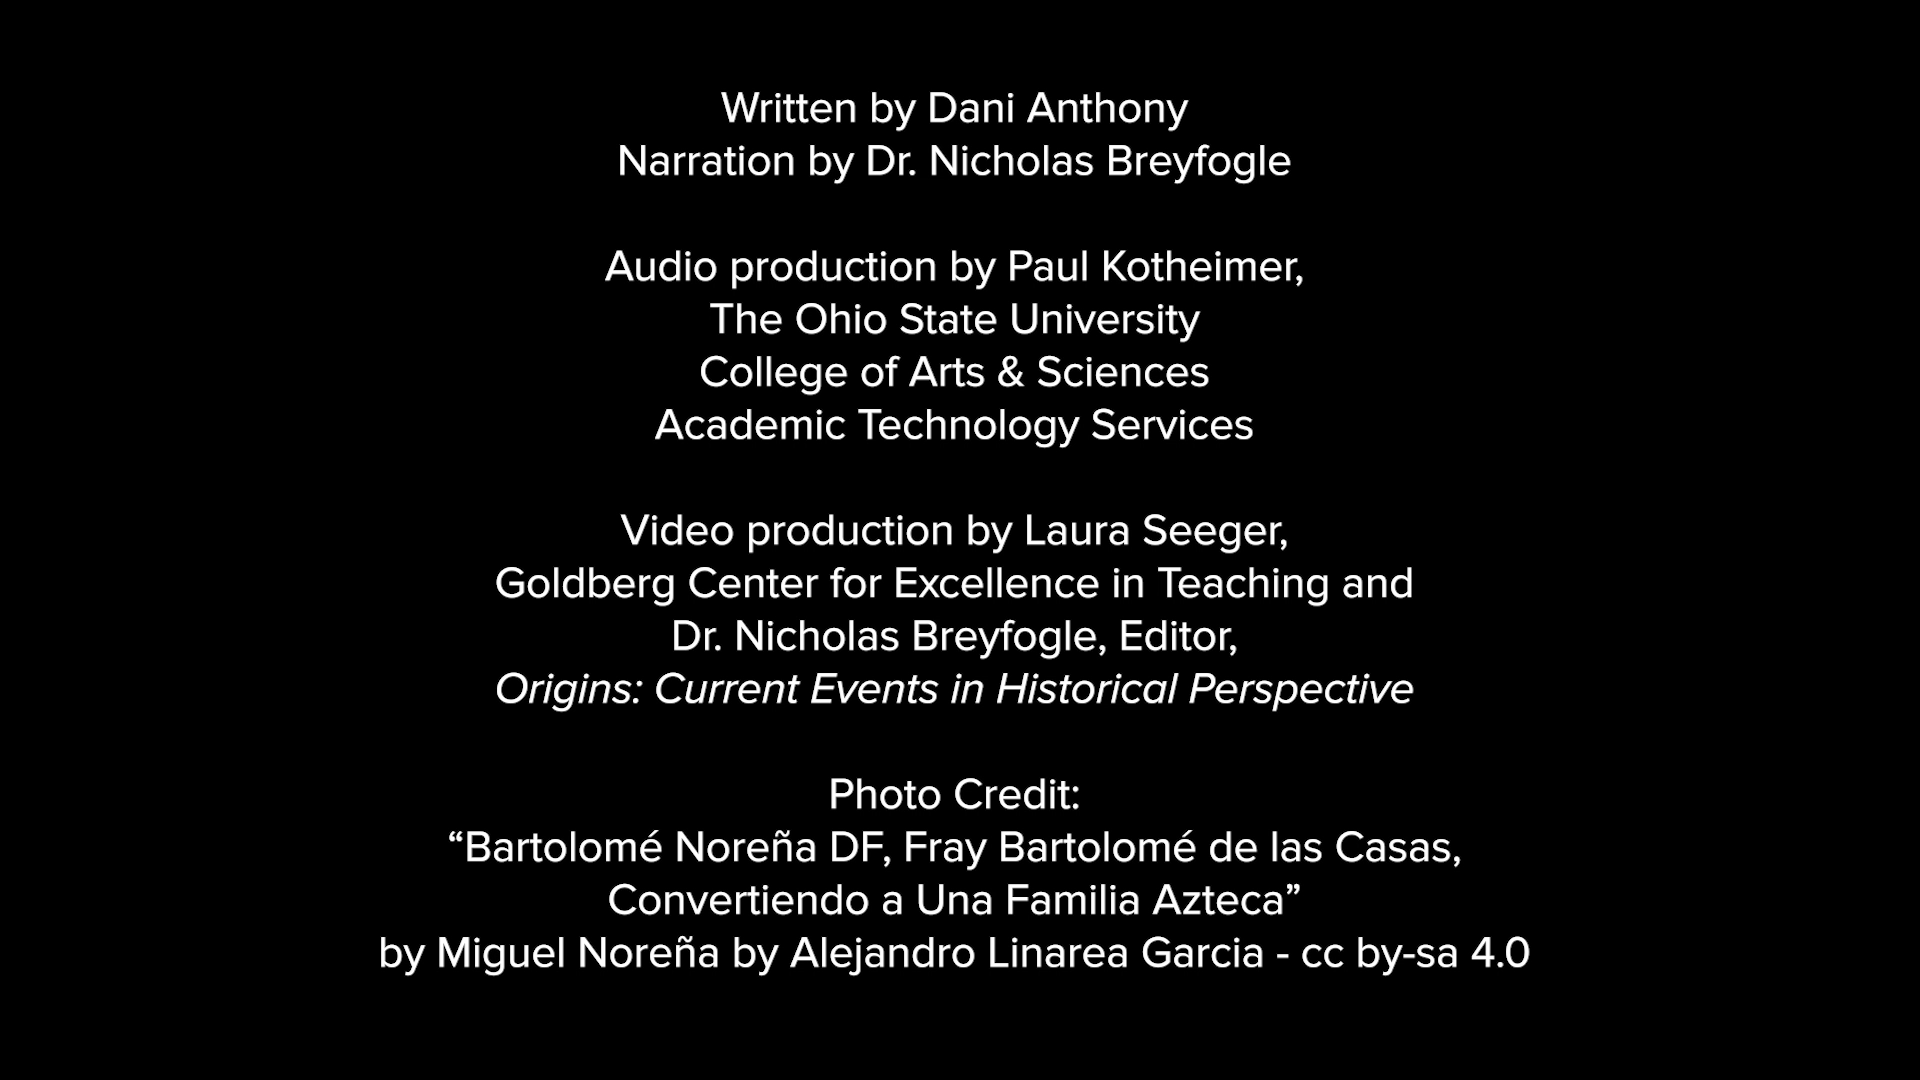 Written by Dani Anthony
Narration by Dr. Nicholas Breyfogle
Audio production by Paul Kotheimer,
The Ohio State University
College of Arts & Sciences
Academic Technology Services
Video production by Laura Seeger,
Goldberg Center for Excellence in Teaching and
Dr. Nicholas Breyfogle, Editor,
Origins: Current Events in Historical Perspective
Photo Credit:
“Bartolomé Noreña DF, Fray Bartolomé de las Casas,
Convertiendo a Una Familia Azteca”
by Miguel Noreña by Alejandro Linarea Garcia - cc by-sa 4.0